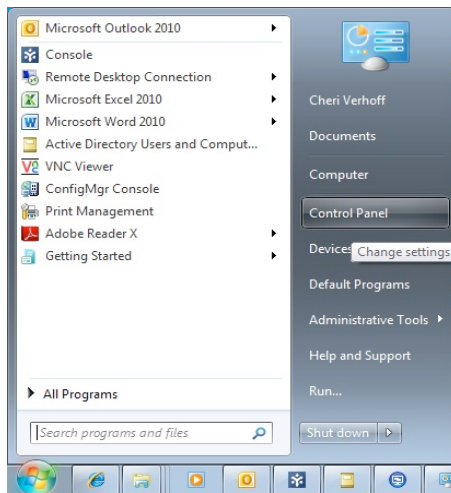 Microsoft Outlook 2010
Console
Remote Desktop Connection
Microsoft Excel 2010
Microsoft Word 2010
Active Directory Users and Comput...
VNC Viewer
ConfigMgr Console
Print Management
Adobe Reader X
Getting Started
All Programs
Search programs and files
Cheri Verhoff
Documents
Computer
Control Panel
Devices
Change settings
Default Programs
Administrative Tools
Help and Support
Run...
Shut down